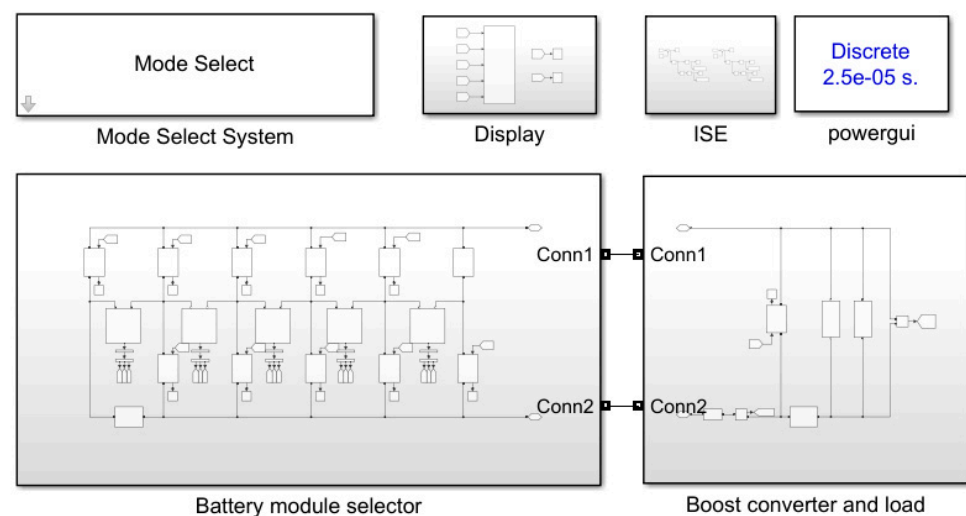 Mode Select
Mode Select System
Display
ISE
Discrete
2.5e-05 s.
powergui
Conn1
Conn2
Battery module selector
Conn1
Conn2
Boost converter and load